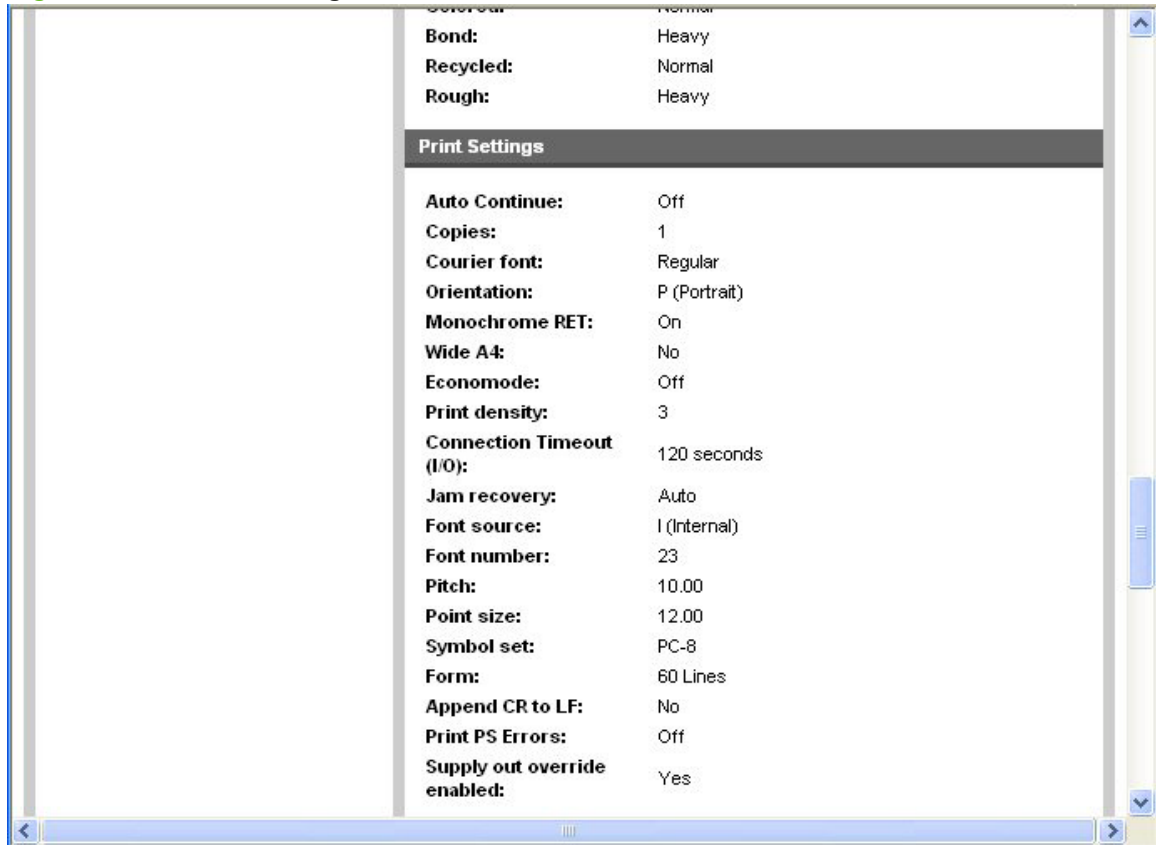 Bond: Heavy
Recycled: Normal
Rough: Heavy
Print Settings
Auto Continue: Off
Copies: 1
Courier font: Regular
Orientation: P (Portrait)
Monochrome RET: On
Wide A4: No
Economode: Off
Print density: 3
Connection Timeout
(I/O): 120 seconds
Jam recovery: Auto
Font source: I (Internal)
Font number: 23
Pitch: 10.00
Point size: 12.00
Symbol set: PC-8
Form: 60 Lines
Append CR to LF: No
Print PS Errors: Off
Supply out override
enabled: Yes